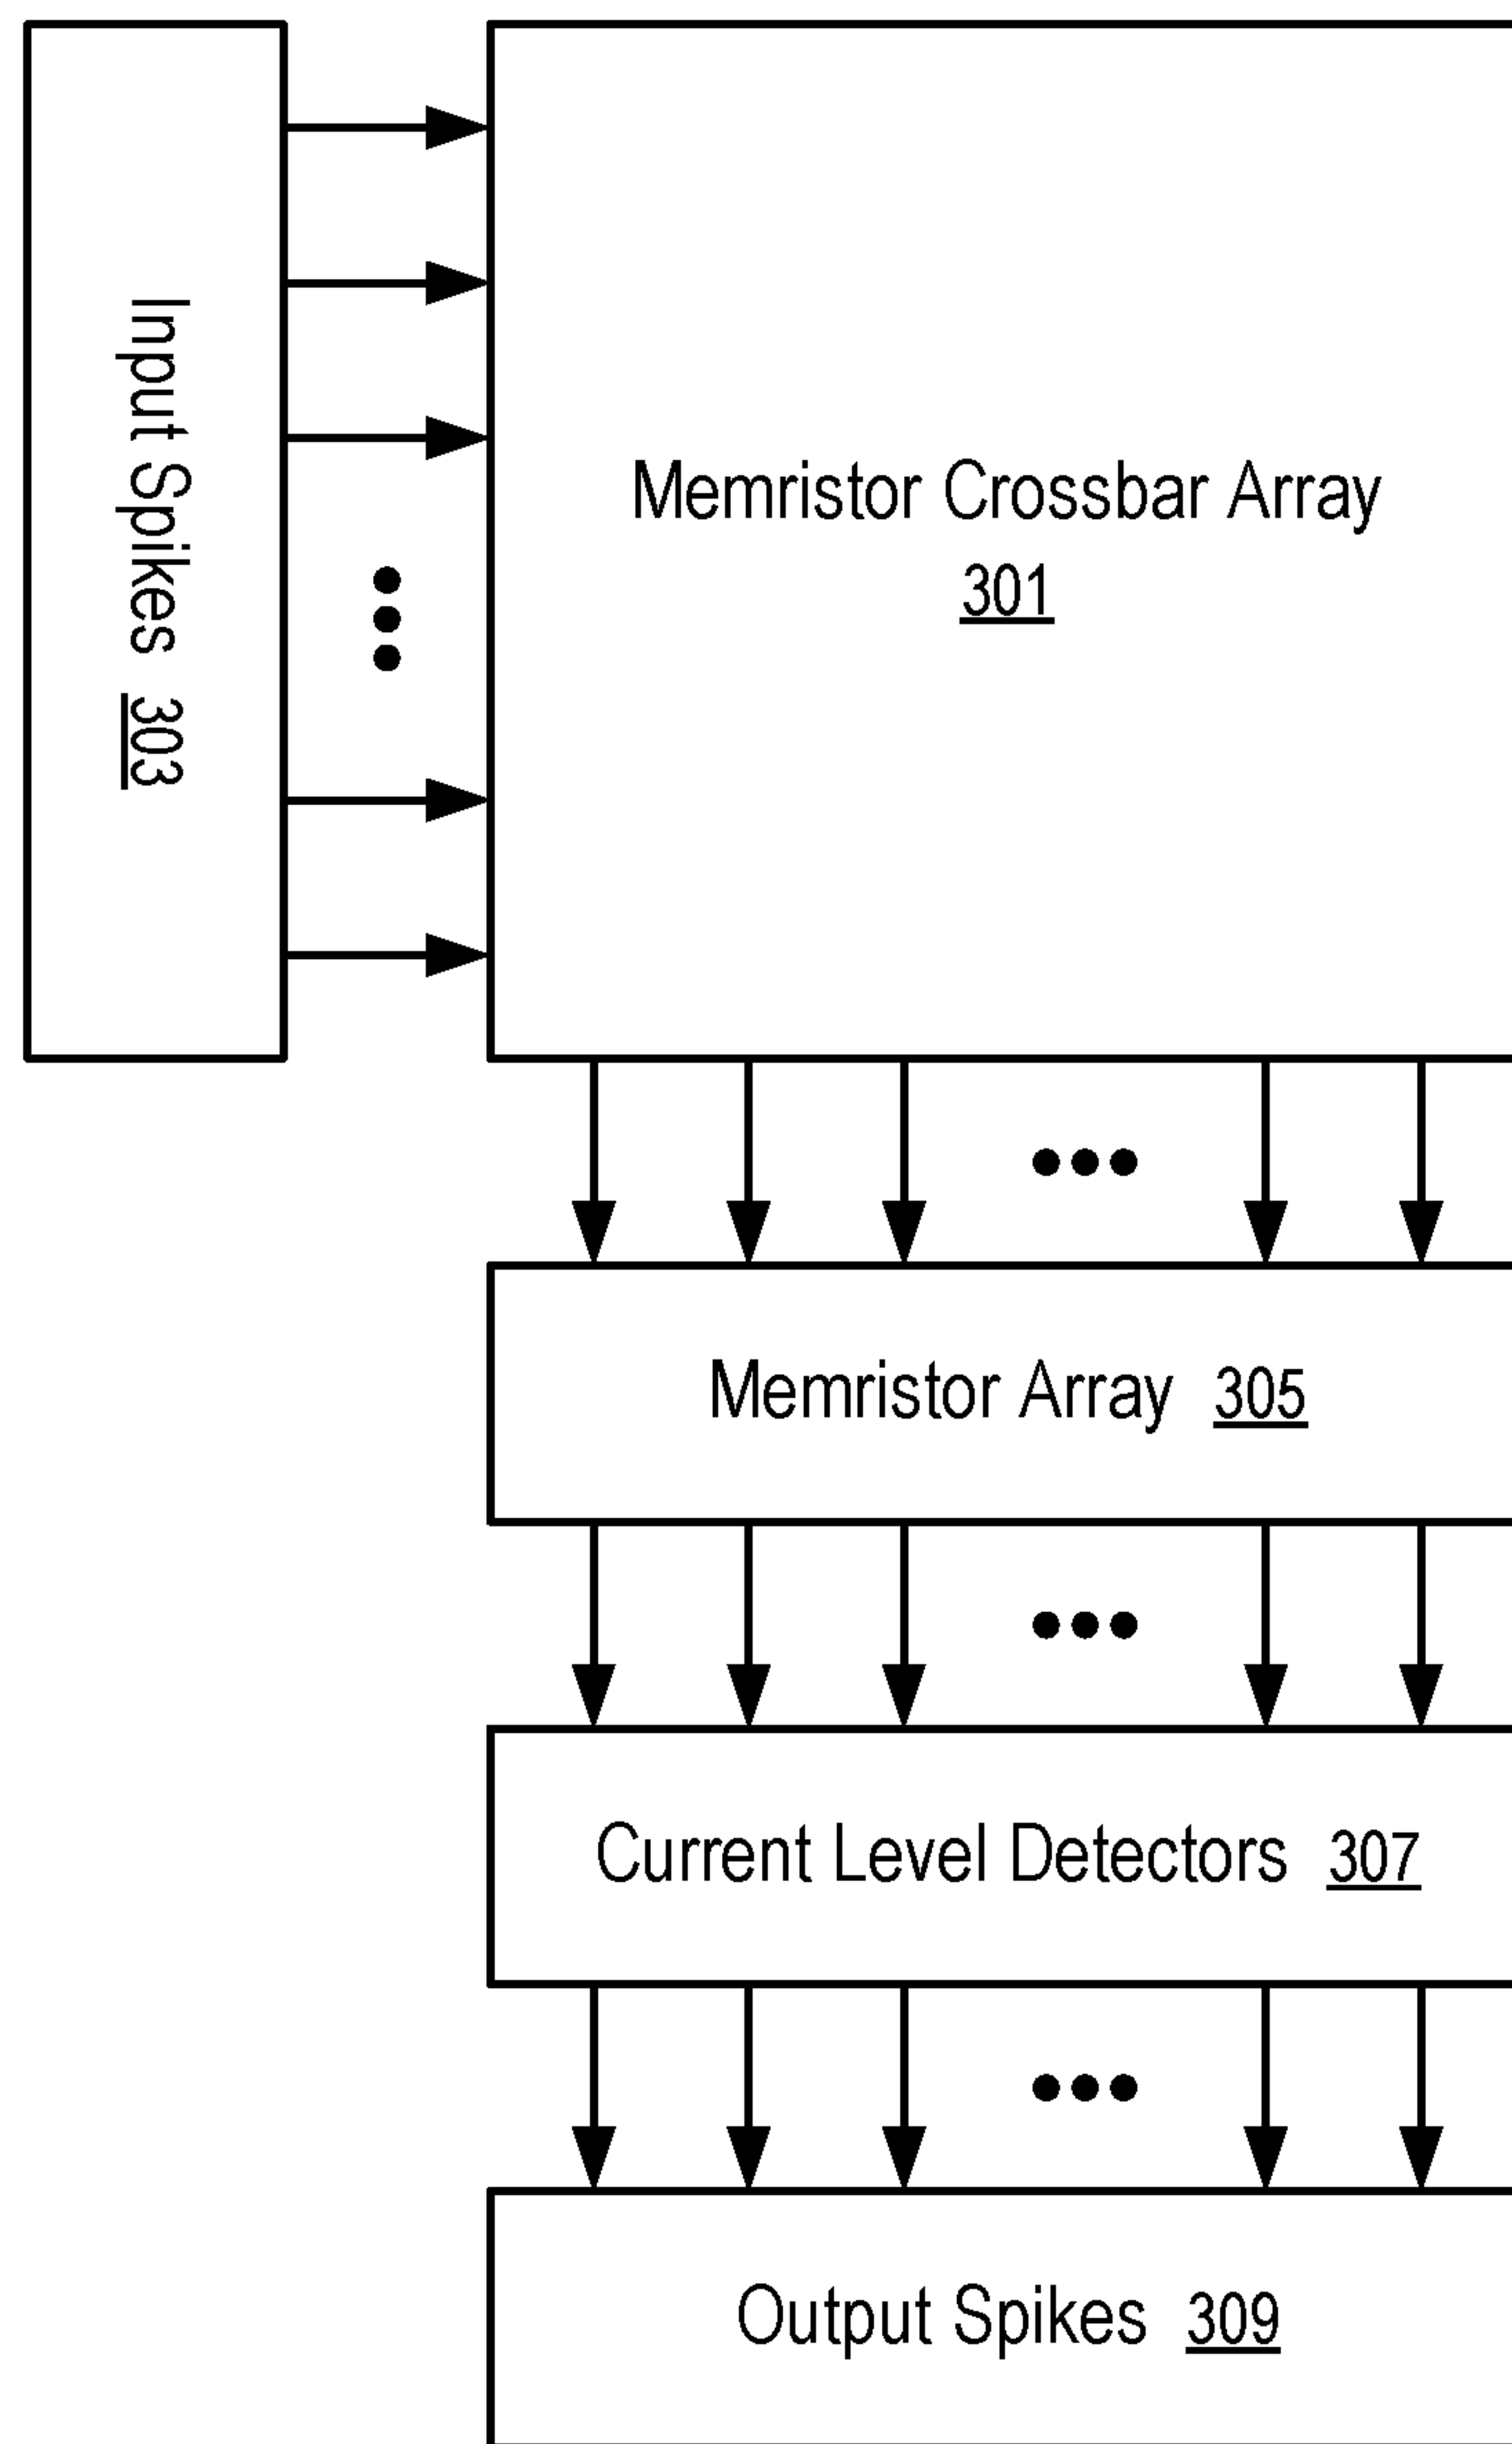 Input Spikes 303
Memristor Crossbar Array
301
Memristor Array 305
Current Level Detectors 307
Output Spikes 309